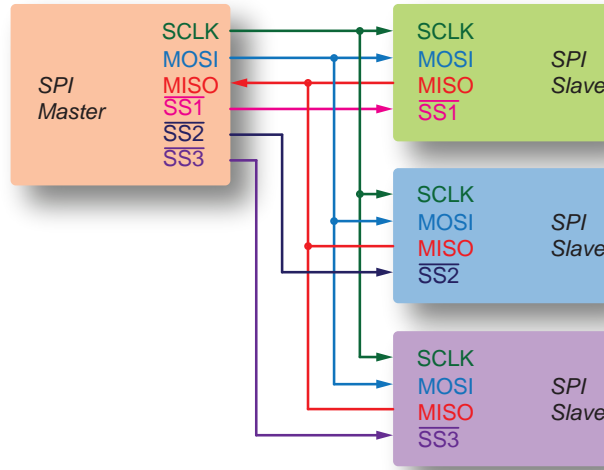 SPI
Master
SCLK
MOSI
MISO
SS1
SS2
SS3
SCLK
MOSI
MISO
SS1
SPI
Slave
SCLK
MOSI
MISO
SS2
SPI
Slave
SCLK
MOSI
MISO
SS3
SPI
Slave